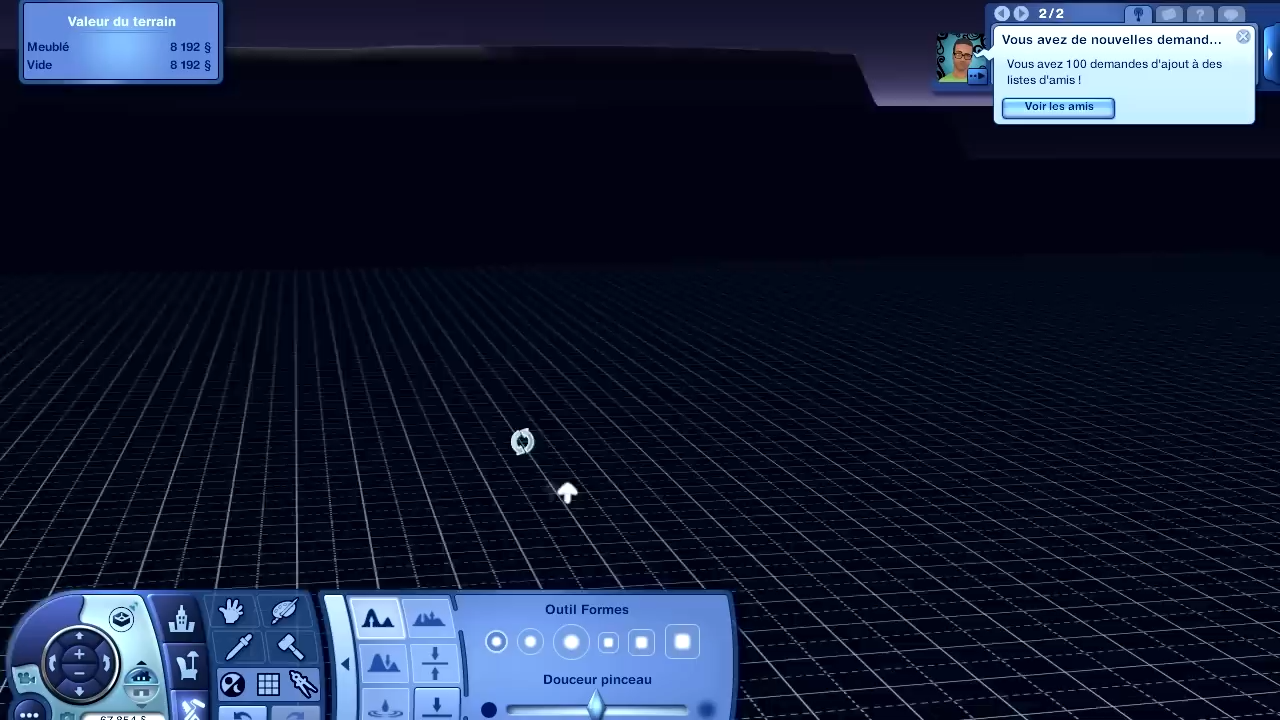 Valeur du terrain
Meublé 8 192 §
Vide 8 192 §
2/2
?
Vous avez de nouvelles demand...
Vous avez 100 demandes d'ajout à des
listes d'amis !
Voir les amis
Outil Formes
Douceur pinceau